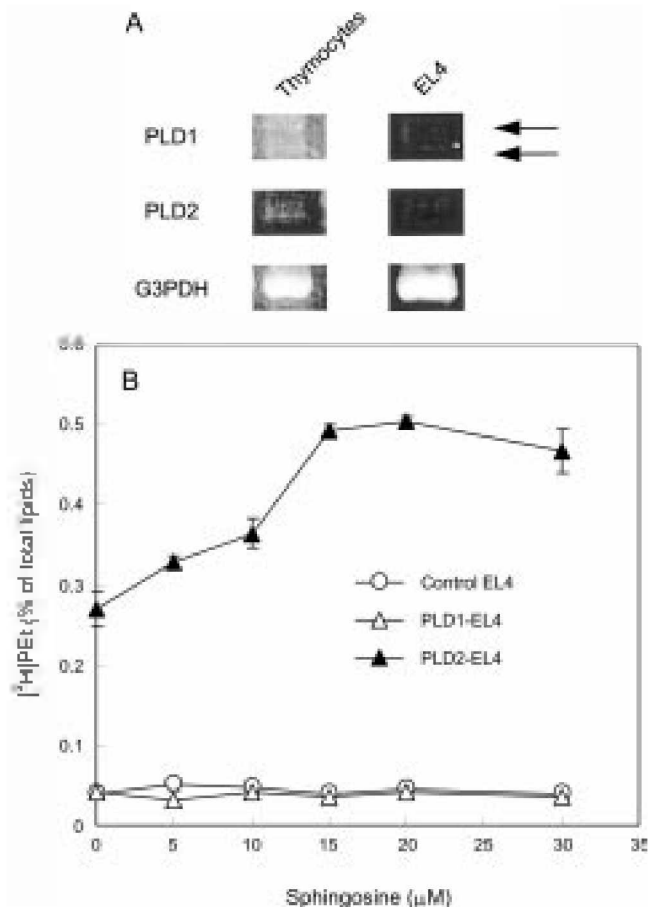 A
Thymocytes EL4
PLD1
PLD2
G3PDH
B
0.6
0.5
0.4
0.3
0.2
0.1
0
[³H]PEt (% of total lipids)
Control EL4
PLD1-EL4
PLD2-EL4
0 5 10 15 20 25 30 35
Sphingosine (µM)